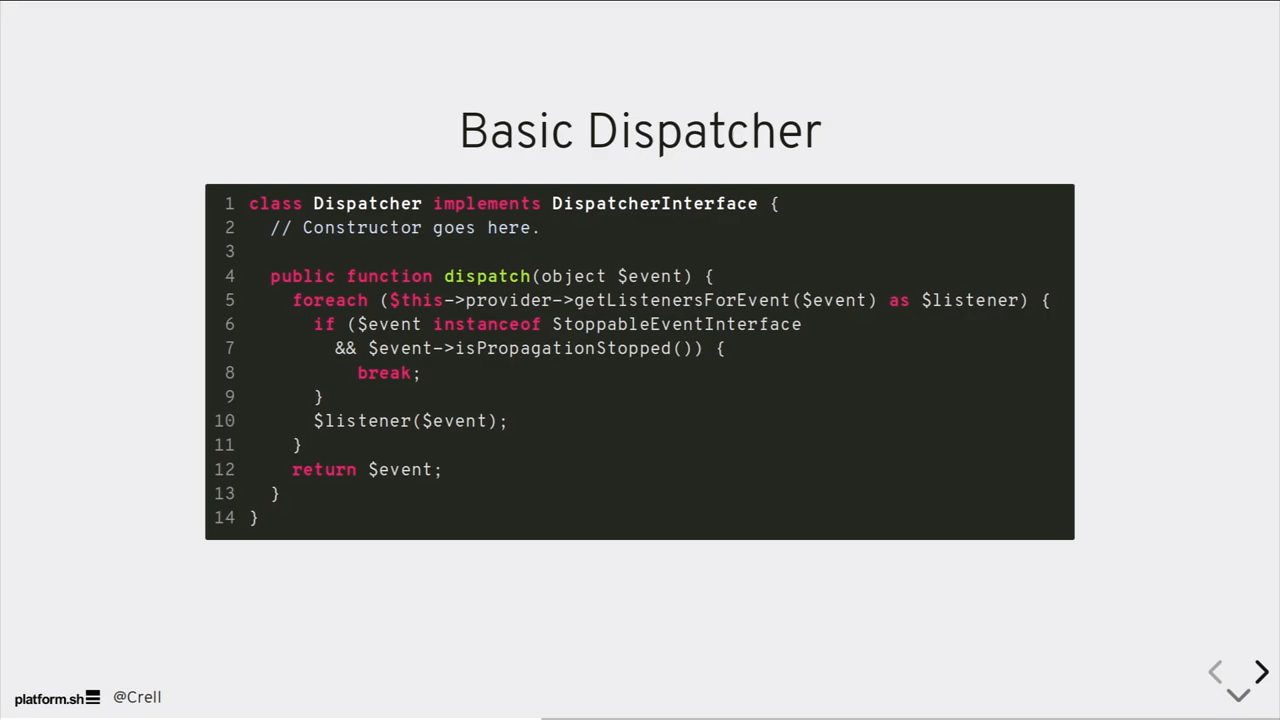 Basic Dispatcher
1 class Dispatcher implements DispatcherInterface {
2   // Constructor goes here.
3
4   public function dispatch(object $event) {
5     foreach ($this->provider->getListenersForEvent($event) as $listener) {
6       if ($event instanceof StoppableEventInterface
7         && $event->isPropagationStopped()) {
8           break;
9       }
10       $listener($event);
11     }
12     return $event;
13   }
14 }
platform.sh @Crell